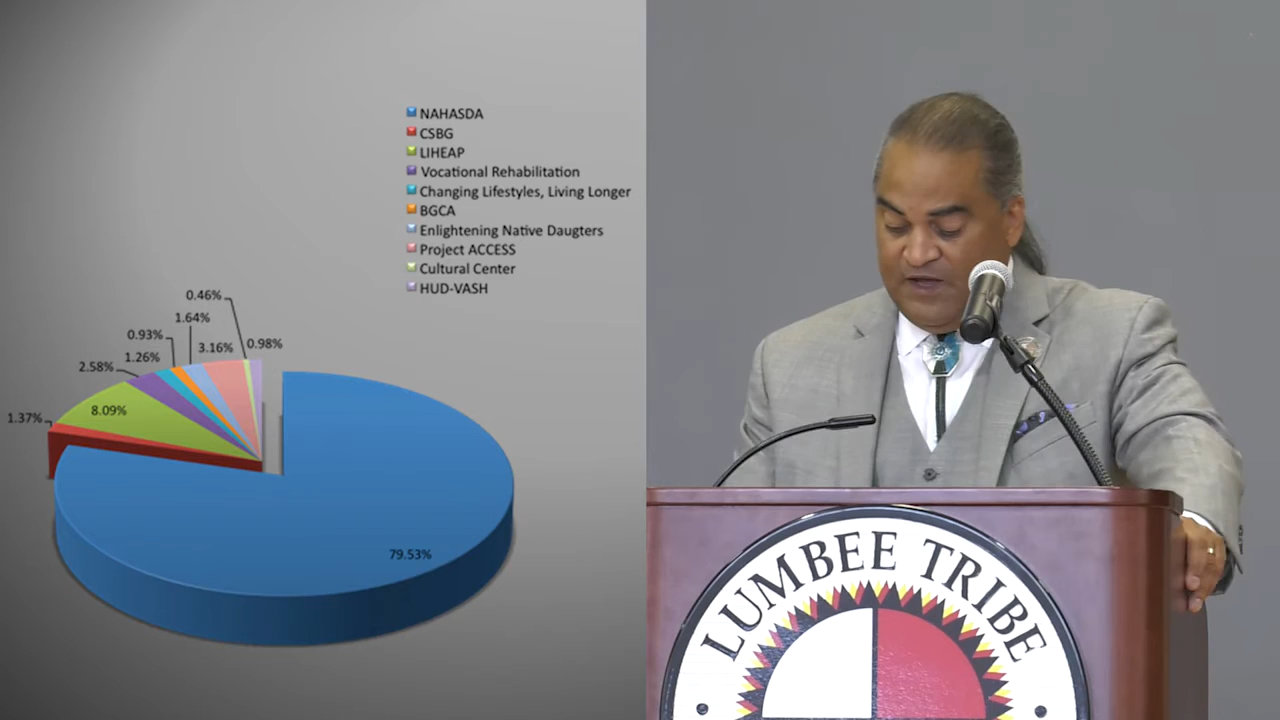 NAHASDA
CSBG
LIHEAP
Vocational Rehabilitation
Changing Lifestyles, Living Longer
BGCA
Enlightening Native Daugters
Project ACCESS
Cultural Center
HUD-VASH
0.46%
1.64%
0.93%
3.16%
0.98%
1.26%
2.58%
8.09%
1.37%
79.53%
LUMBEE TRIBE